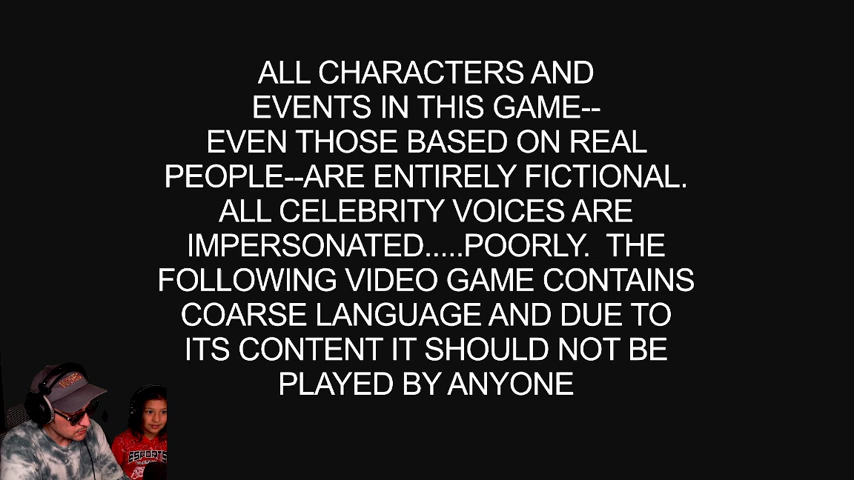 ALL CHARACTERS AND
EVENTS IN THIS GAME--
EVEN THOSE BASED ON REAL
PEOPLE--ARE ENTIRELY FICTIONAL.
ALL CELEBRITY VOICES ARE
IMPERSONATED.....POORLY. THE
FOLLOWING VIDEO GAME CONTAINS
COARSE LANGUAGE AND DUE TO
ITS CONTENT IT SHOULD NOT BE
PLAYED BY ANYONE
ESPORTS